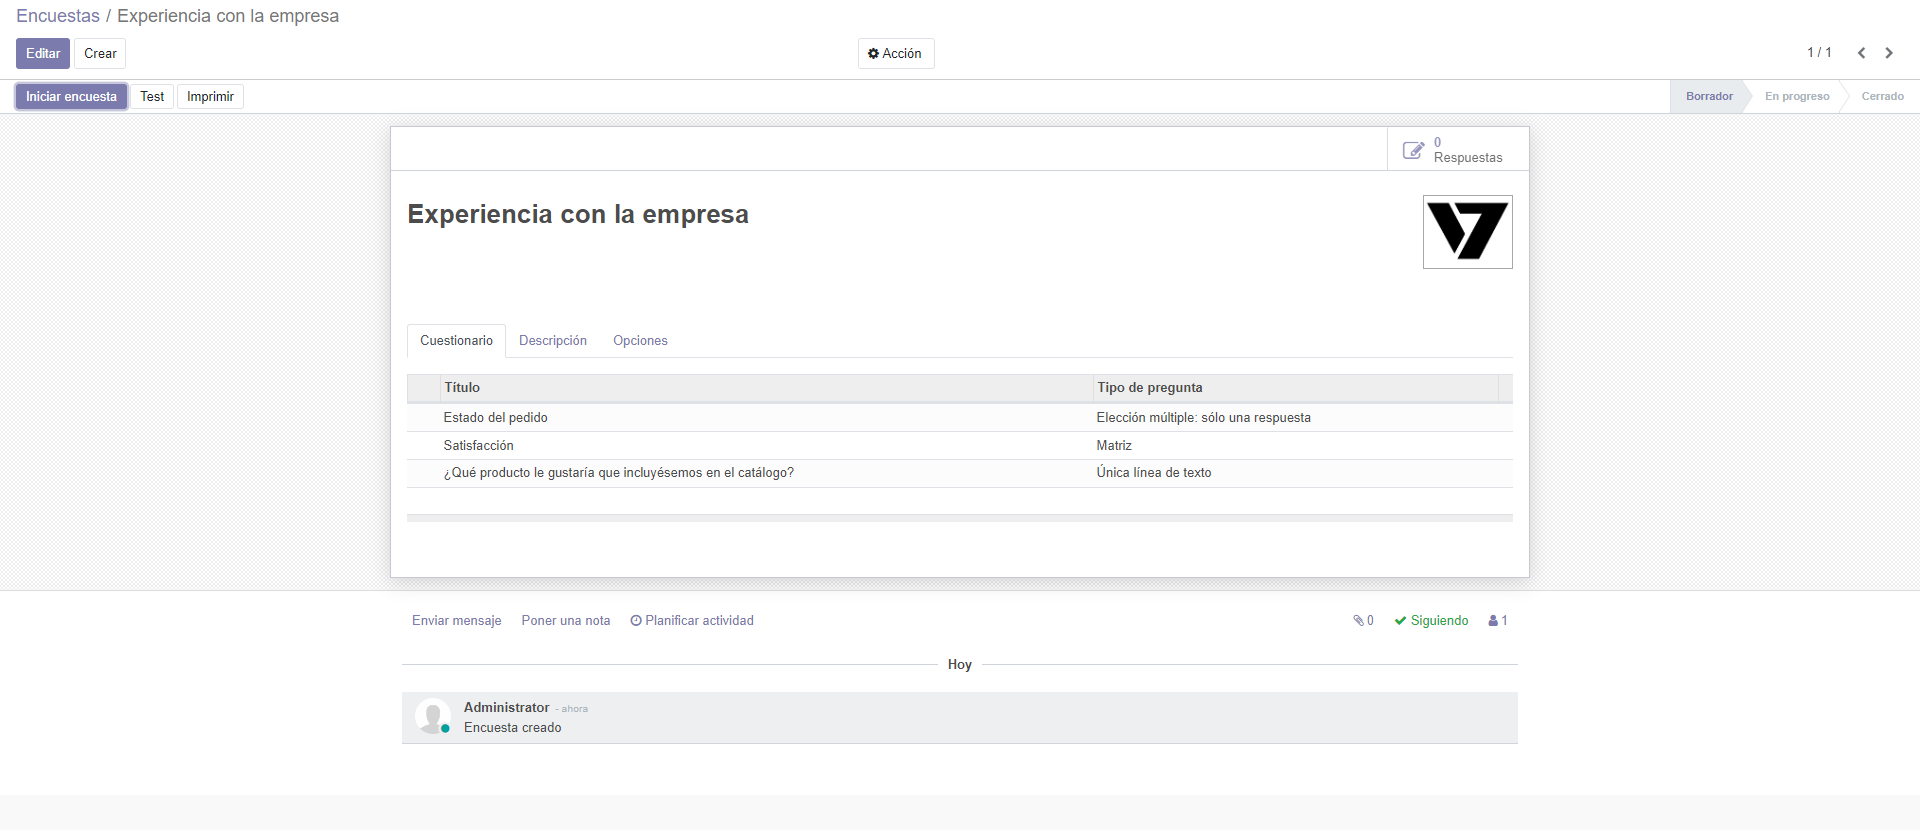 Encuestas / Experiencia con la empresa
Editar Crear Acción 1 / 1
Iniciar encuesta Test Imprimir Borrador En progreso Cerrado
0
Respuestas
Experiencia con la empresa
Cuestionario Descripción Opciones
Título Tipo de pregunta
Estado del pedido Elección múltiple: sólo una respuesta
Satisfacción Matriz
¿Qué producto le gustaría que incluyésemos en el catálogo? Única línea de texto
Enviar mensaje Poner una nota Planificar actividad 0 Siguiendo 1
Hoy
Administrator - ahora
Encuesta creado